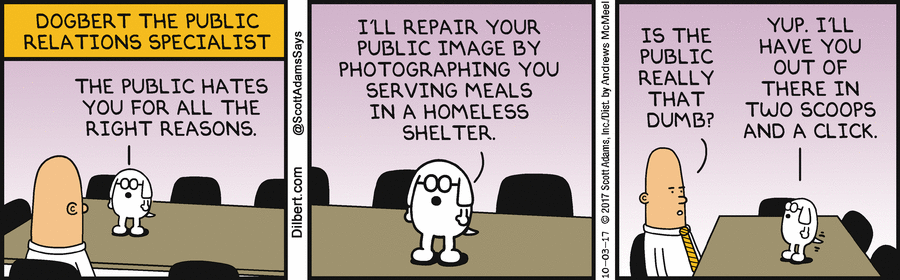 DOGBERT THE PUBLIC
RELATIONS SPECIALIST
THE PUBLIC HATES
YOU FOR ALL THE
RIGHT REASONS.
Dilbert.com @ScottAdamsSays
I'LL REPAIR YOUR
PUBLIC IMAGE BY
PHOTOGRAPHING YOU
SERVING MEALS
IN A HOMELESS
SHELTER.
10-03-17 © 2017 Scott Adams, Inc./Dist. by Andrews McMeel
IS THE
PUBLIC
REALLY
THAT
DUMB?
YUP. I'LL
HAVE YOU
OUT OF
THERE IN
TWO SCOOPS
AND A CLICK.